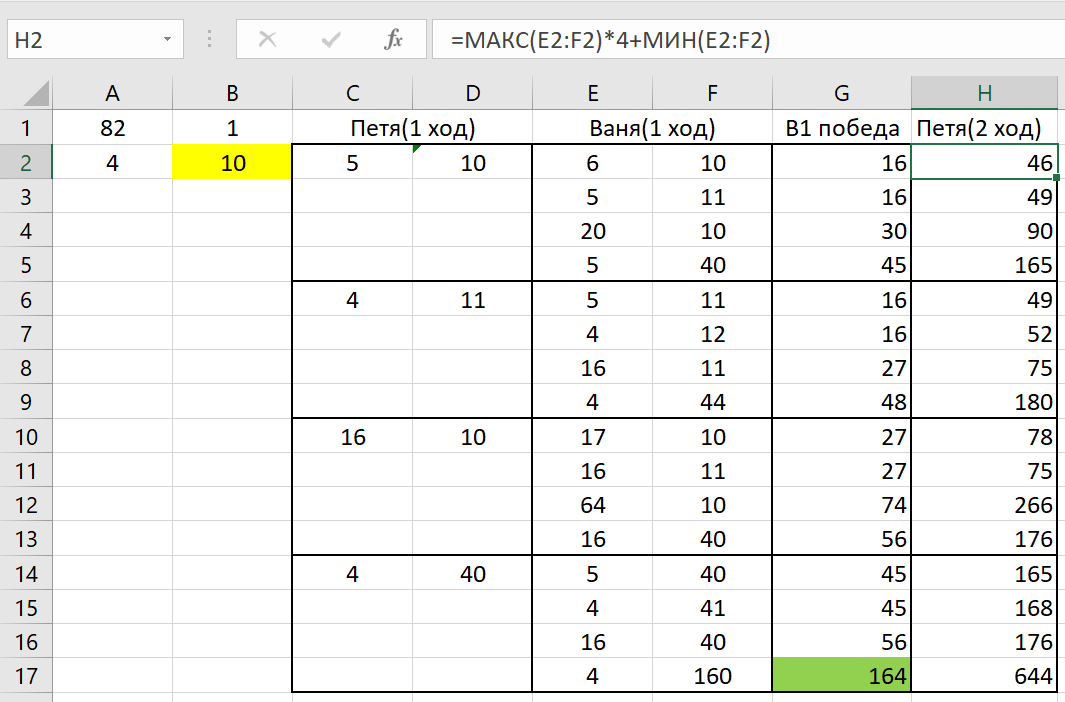 H2 fx =МАКС(E2:F2)*4+МИН(E2:F2)
A B C D E F G H
1 82 1 Петя(1 ход) Ваня(1 ход) В1 победа Петя(2 ход)
2 4 10 5 10 6 10 16 46
3 5 11 16 49
4 20 10 30 90
5 5 40 45 165
6 4 11 5 11 16 49
7 4 12 16 52
8 16 11 27 75
9 4 44 48 180
10 16 10 17 10 27 78
11 16 11 27 75
12 64 10 74 266
13 16 40 56 176
14 4 40 5 40 45 165
15 4 41 45 168
16 16 40 56 176
17 4 160 164 644